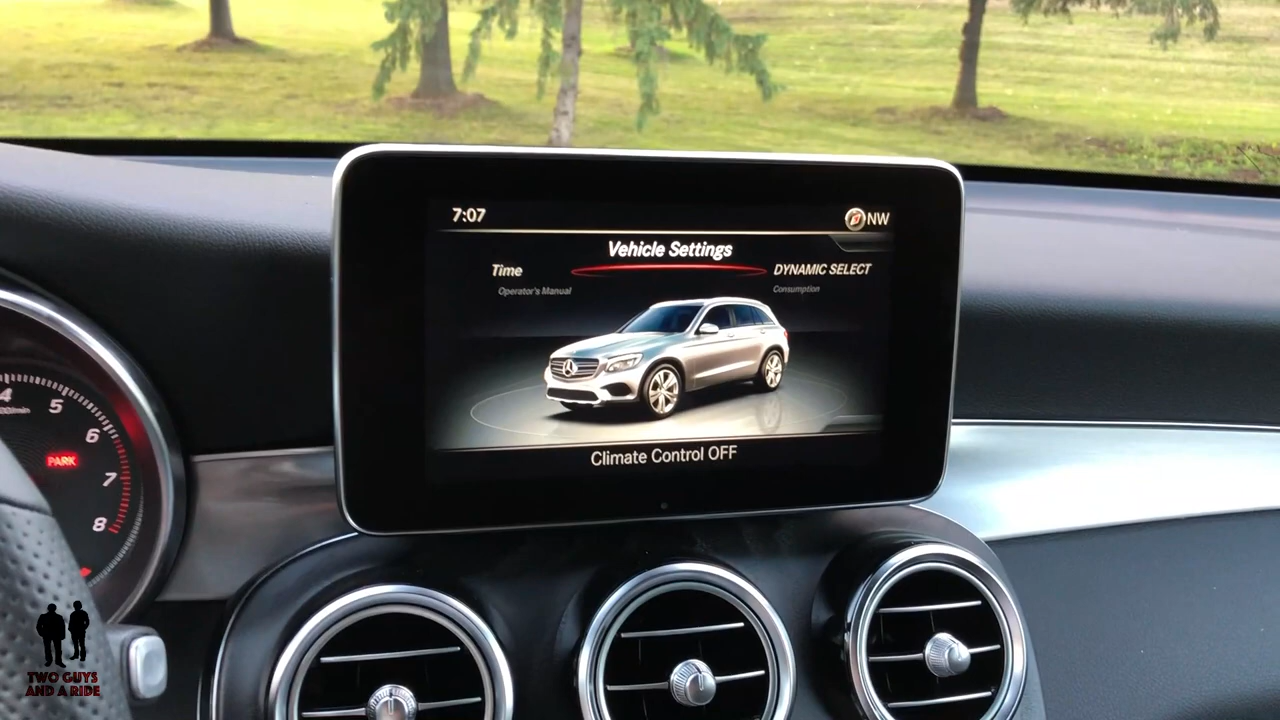 7:07
NW
Vehicle Settings
Time
DYNAMIC SELECT
Operator's Manual
Consumption
Climate Control OFF
4
5
6
7
8
PARK
TWO GUYS
AND A RIDE